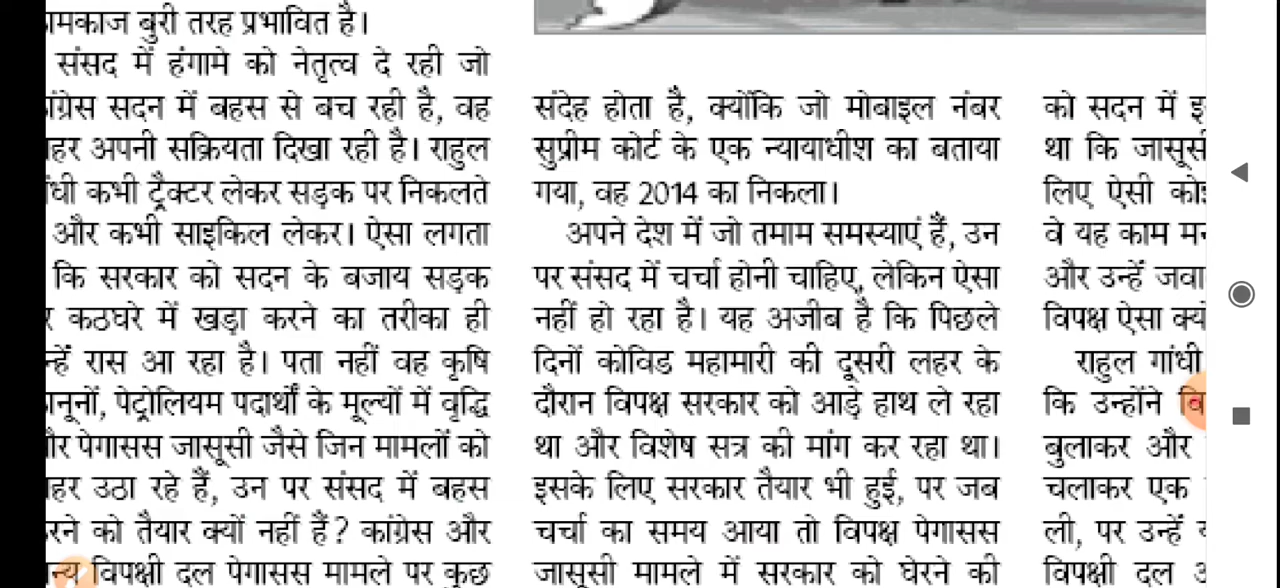 कामकाज बुरी तरह प्रभावित है।
संसद में हंगामे को नेतृत्व दे रही जो
सदन में बहस से बच रही है, वह
अपनी सक्रियता दिखा रही है। राहुल
कभी ट्रैक्टर लेकर सड़क पर निकलते
और कभी साइकिल लेकर। ऐसा लगता
कि सरकार को सदन के बजाय सड़क
कठघरे में खड़ा करने का तरीका ही
रास आ रहा है। पता नहीं वह कृषि
पेट्रोलियम पदार्थों के मूल्यों में वृद्धि
पेगासस जासूसी जैसे जिन मामलों को
उठा रहे हैं, उन पर संसद में बहस
को तैयार क्यों नहीं हैं? कांग्रेस और
विपक्षी दल पेगासस मामले पर कुछ
संदेह होता है, क्योंकि जो मोबाइल नंबर
सुप्रीम कोर्ट के एक न्यायाधीश का बताया
गया, वह 2014 का निकला।
अपने देश में जो तमाम समस्याएं हैं, उन
पर संसद में चर्चा होनी चाहिए, लेकिन ऐसा
नहीं हो रहा है। यह अजीब है कि पिछले
दिनों कोविड महामारी की दूसरी लहर के
दौरान विपक्ष सरकार को आड़े हाथ ले रहा
था और विशेष सत्र की मांग कर रहा था।
इसके लिए सरकार तैयार भी हुई, पर जब
चर्चा का समय आया तो विपक्ष पेगासस
जासूसी मामले में सरकार को घेरने की
को सदन में
था कि
लिए ऐसी
वे यह काम
और उन्हें
विपक्ष ऐसा
राहुल गांधी
कि उन्होंने
बुलाकर और
चलाकर एक
ली, पर उन्हें
विपक्षी दल